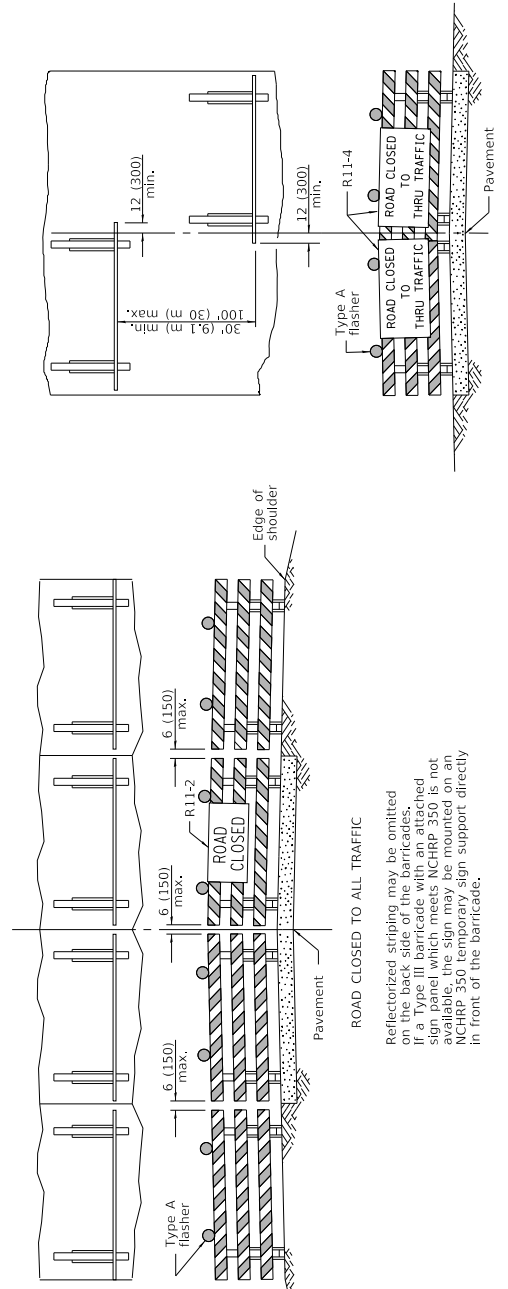 Type A
flasher
6 (150)
max.
6 (150)
max.
R11-2
6 (150)
max.
ROAD
CLOSED
Edge of
shoulder
Pavement
ROAD CLOSED TO ALL TRAFFIC
Reflectorized striping may be omitted
on the back side of the barricades.
If a Type III barricade with an attached
sign panel which meets NCHRP 350 is not
available, the sign may be mounted on an
NCHRP 350 temporary sign support directly
in front of the barricade.
30' (9.1 m) min.
100' (30 m) max.
12 (300)
min.
12 (300)
min.
Type A
flasher
R11-4
ROAD CLOSED
TO
THRU TRAFFIC
ROAD CLOSED
TO
THRU TRAFFIC
Pavement